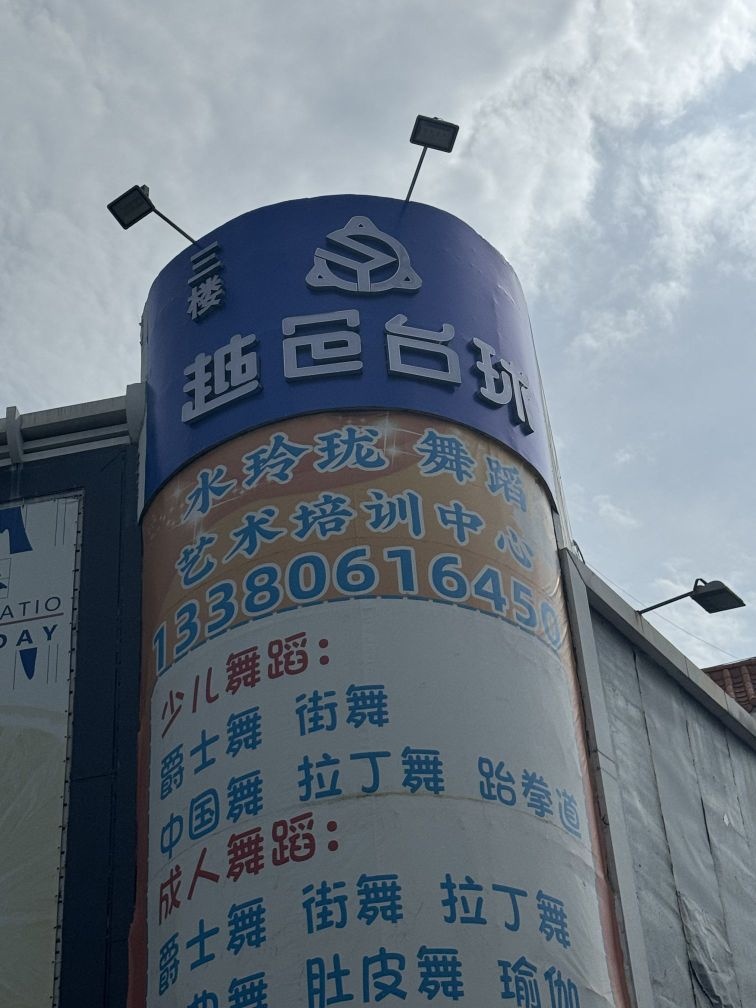 三楼
越台球
水玲珑 舞蹈
艺术培训中心
13380616450
少儿舞蹈：
爵士舞 街舞
中国舞 拉丁舞 跆拳道
成人舞蹈：
爵士舞 街舞 拉丁舞
肚皮舞 瑜伽
ATIO
DAY